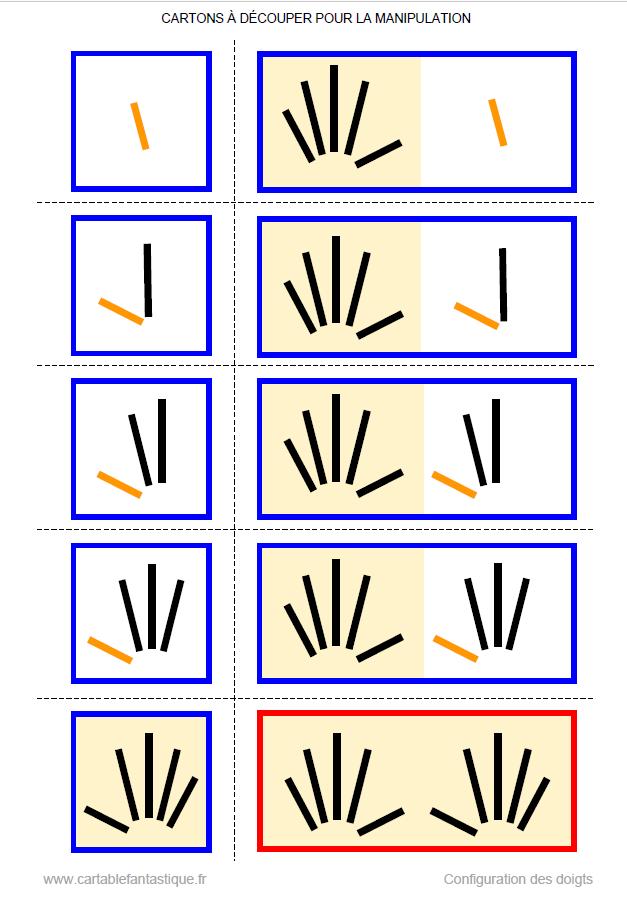 CARTONS À DÉCOUPER POUR LA MANIPULATION
www.cartablefantastique.fr
Configuration des doigts